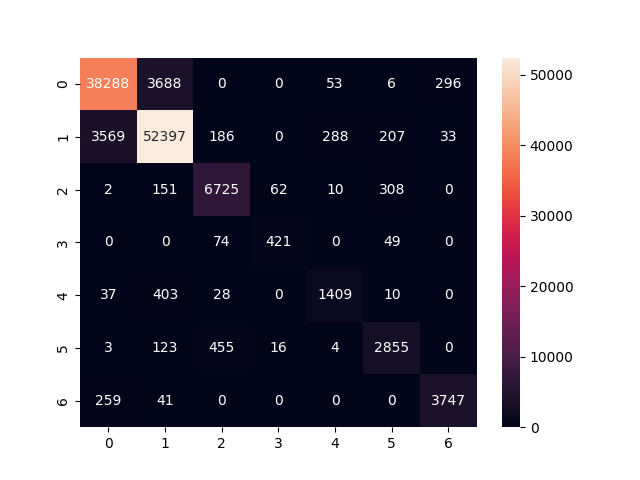 0 38288 3688 0 0 53 6 296
1 3569 52397 186 0 288 207 33
2 2 151 6725 62 10 308 0
3 0 0 74 421 0 49 0
4 37 403 28 0 1409 10 0
5 3 123 455 16 4 2855 0
6 259 41 0 0 0 0 3747
0 1 2 3 4 5 6
50000
40000
30000
20000
10000
0